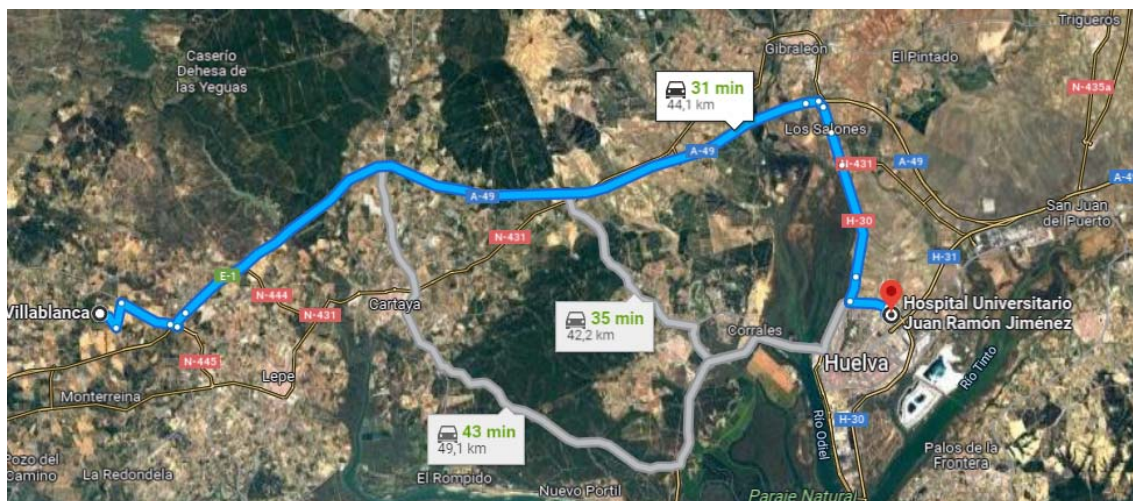 Trigueros
Caserío
Dehesa de
las Yeguas
Gibraleón
El Pintado
N-435a
31 min
44,1 km
Los Salones
A-49
N-431
A-49
A-49
San Juan
del Puerto
H-30
N-431
H-31
E-1
N-444
Cartaya
N-431
Villablanca
Hospital Universitario
Juan Ramón Jiménez
35 min
42,2 km
Corrales
Huelva
N-445
Lepe
Monterreina
Río Tinto
Río Odiel
H-30
43 min
49,1 km
Palos de la
Frontera
Pozo del
Camino
La Redondela
El Rompido
Nuevo Portil
Paraje Natural